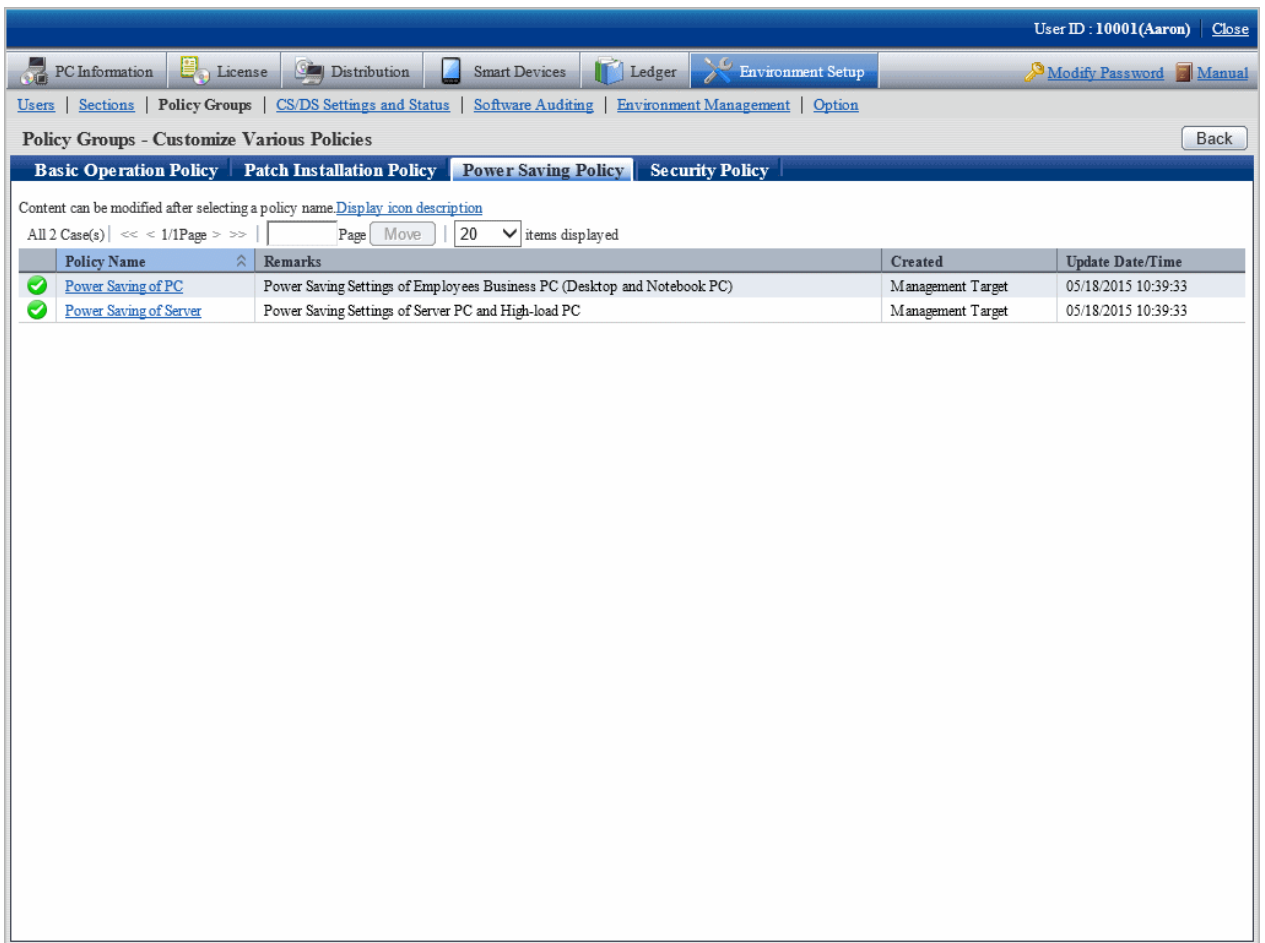 User ID : 10001(Aaron) Close
PC Information License Distribution Smart Devices Ledger Environment Setup Modify Password Manual
Users | Sections | Policy Groups | CS/DS Settings and Status | Software Auditing | Environment Management | Option
Policy Groups - Customize Various Policies Back
Basic Operation Policy Patch Installation Policy Power Saving Policy Security Policy
Content can be modified after selecting a policy name.Display icon description
All 2 Case(s) | << < 1/1Page > >> | Page Move | 20 items displayed
Policy Name Remarks Created Update Date/Time
Power Saving of PC Power Saving Settings of Employees Business PC (Desktop and Notebook PC) Management Target 05/18/2015 10:39:33
Power Saving of Server Power Saving Settings of Server PC and High-load PC Management Target 05/18/2015 10:39:33